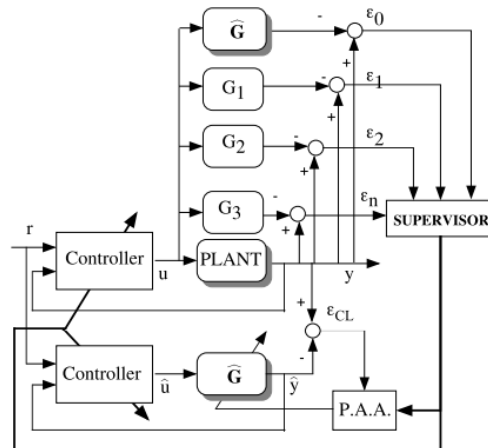 Ĝ - ε0
+
G1 - ε1
+
G2 - ε2
+
G3 - εn SUPERVISOR
+
r Controller u PLANT y
+ εCL
-
Controller û Ĝ ŷ P.A.A.